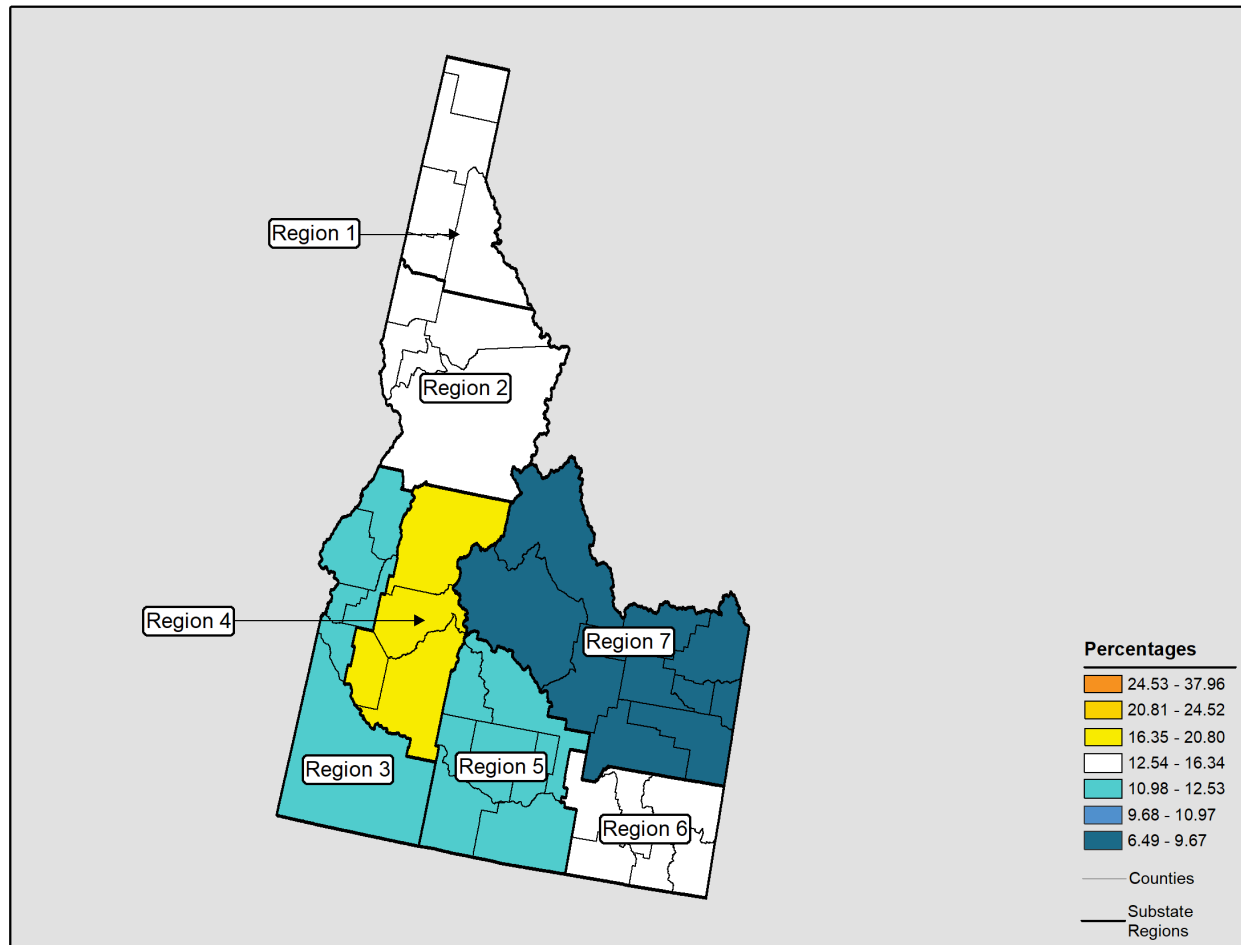 Region 1
Region 2
Region 4
Region 7
Region 3
Region 5
Region 6
Percentages
24.53 - 37.96
20.81 - 24.52
16.35 - 20.80
12.54 - 16.34
10.98 - 12.53
9.68 - 10.97
6.49 - 9.67
Counties
Substate
Regions